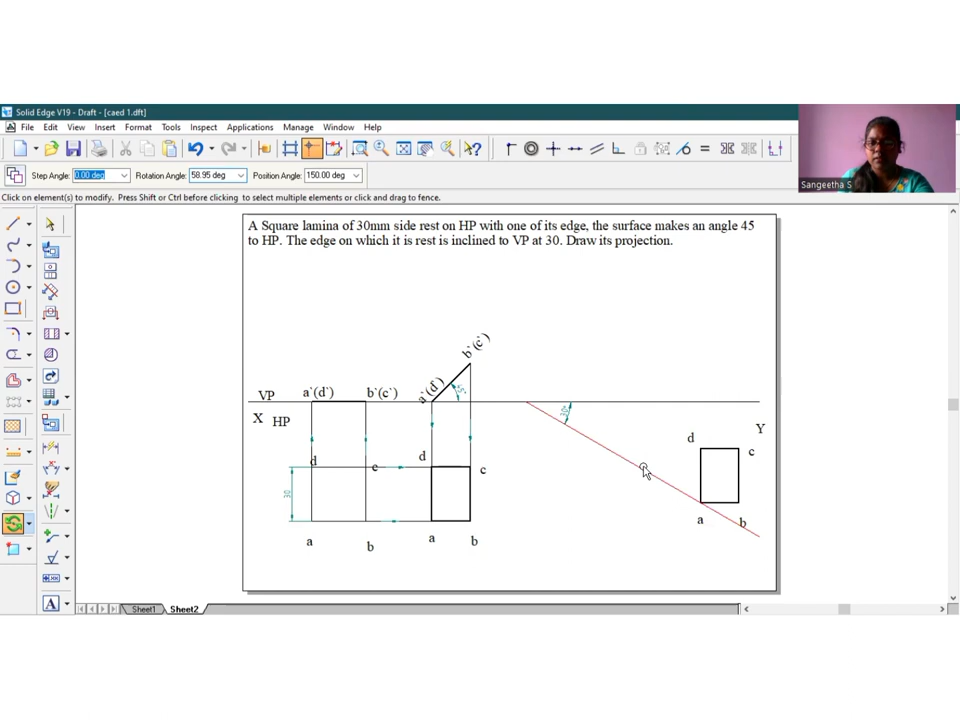 Solid Edge V19 - Draft - [caed 1.dft]
File Edit View Insert Format Tools Inspect Applications Manage Window Help
Step Angle: 0.00 deg Rotation Angle: 58.95 deg Position Angle: 150.00 deg
Click on element(s) to modify. Press Shift or Ctrl before clicking to select multiple elements or click and drag to fence.
Sangeetha S
A Square lamina of 30mm side rest on HP with one of its edge, the surface makes an angle 45
to HP. The edge on which it is rest is inclined to VP at 30. Draw its projection.
b`(c`)
a`(d`)
45°
VP a`(d`) b`(c`)
X HP
30°
Y
d c
d c
d c
30
a b
a b
a b
Sheet1 Sheet2